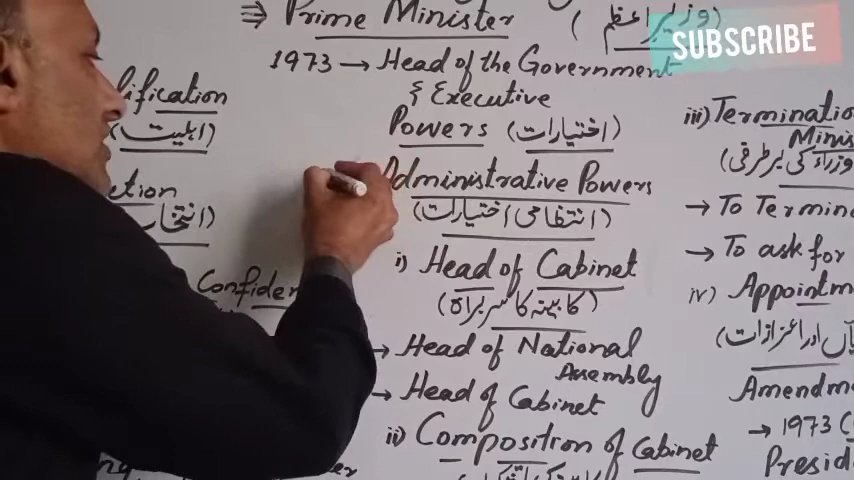 ⇒ Prime Minister (وزیر اعظم)
SUBSCRIBE
1973 → Head of the Government
& Executive
Powers (اختیارات)
Administrative Powers
(انتظامی اختیارات)
i) Head of Cabinet
(کابینہ کا سربراہ)
→ Head of National
Assembly
→ Head of Cabinet
ii) Composition of Cabinet
lification
(اہلیت)
ction
انتخاب)
Confiden
iii) Terminatio
Minis
(وزراء کی برطرفی
→ To Termin
→ To ask for
iv) Appointm
اور اعزازات)
Amendme
→ 1973 (
Presid